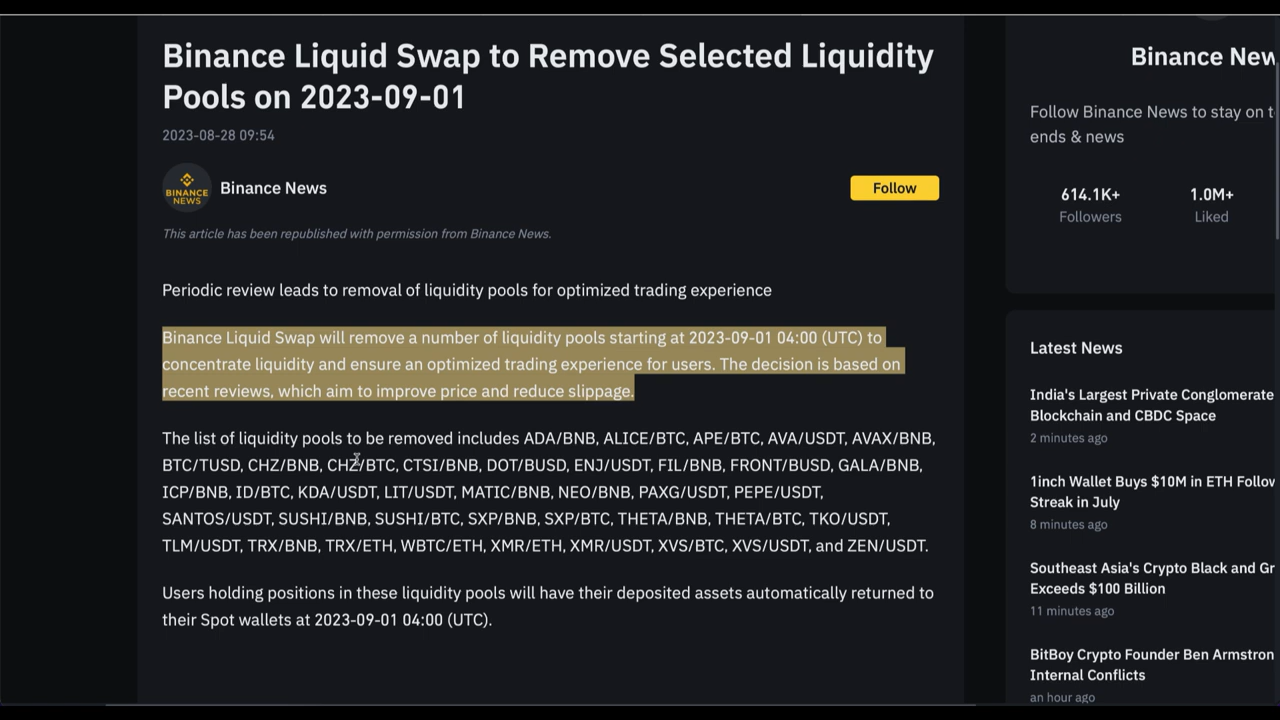 Binance Liquid Swap to Remove Selected Liquidity
Pools on 2023-09-01
2023-08-28 09:54
BINANCE
NEWS
Binance News
Follow
This article has been republished with permission from Binance News.
Periodic review leads to removal of liquidity pools for optimized trading experience
Binance Liquid Swap will remove a number of liquidity pools starting at 2023-09-01 04:00 (UTC) to
concentrate liquidity and ensure an optimized trading experience for users. The decision is based on
recent reviews, which aim to improve price and reduce slippage.
The list of liquidity pools to be removed includes ADA/BNB, ALICE/BTC, APE/BTC, AVA/USDT, AVAX/BNB,
BTC/TUSD, CHZ/BNB, CHZ/BTC, CTSI/BNB, DOT/BUSD, ENJ/USDT, FIL/BNB, FRONT/BUSD, GALA/BNB,
ICP/BNB, ID/BTC, KDA/USDT, LIT/USDT, MATIC/BNB, NEO/BNB, PAXG/USDT, PEPE/USDT,
SANTOS/USDT, SUSHI/BNB, SUSHI/BTC, SXP/BNB, SXP/BTC, THETA/BNB, THETA/BTC, TKO/USDT,
TLM/USDT, TRX/BNB, TRX/ETH, WBTC/ETH, XMR/ETH, XMR/USDT, XVS/BTC, XVS/USDT, and ZEN/USDT.
Users holding positions in these liquidity pools will have their deposited assets automatically returned to
their Spot wallets at 2023-09-01 04:00 (UTC).
Binance New
Follow Binance News to stay on t
ends & news
614.1K+ 1.0M+
Followers Liked
Latest News
India's Largest Private Conglomerate
Blockchain and CBDC Space
2 minutes ago
1inch Wallet Buys $10M in ETH Follow
Streak in July
8 minutes ago
Southeast Asia's Crypto Black and Gr
Exceeds $100 Billion
11 minutes ago
BitBoy Crypto Founder Ben Armstron
Internal Conflicts
an hour ago